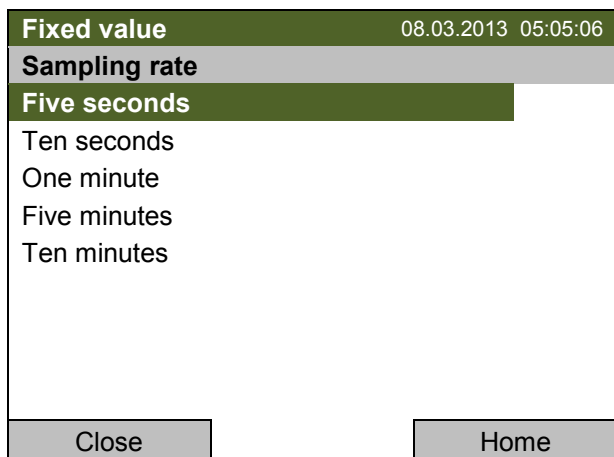 Fixed value 08.03.2013 05:05:06
Sampling rate
Five seconds
Ten seconds
One minute
Five minutes
Ten minutes
Close Home